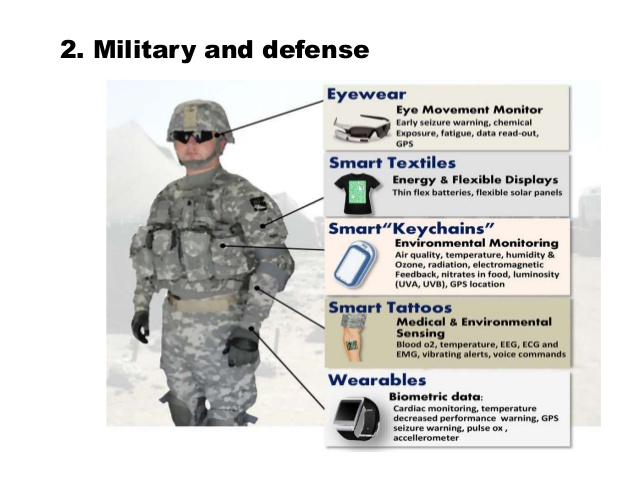 2. Military and defense
Eyewear
Eye Movement Monitor
Early seizure warning, chemical
Exposure, fatigue, data read-out,
GPS
Smart Textiles
Energy & Flexible Displays
Thin flex batteries, flexible solar panels
Smart“Keychains”
Environmental Monitoring
Air quality, temperature, humidity &
Ozone, radiation, electromagnetic
Feedback, nitrates in food, luminosity
(UVA, UVB), GPS location
Smart Tattoos
Medical & Environmental
Sensing
Blood o2, temperature, EEG, ECG and
EMG, vibrating alerts, voice commands
Wearables
Biometric data:
Cardiac monitoring, temperature
decreased performance warning, GPS
seizure warning, pulse ox ,
accellerometer